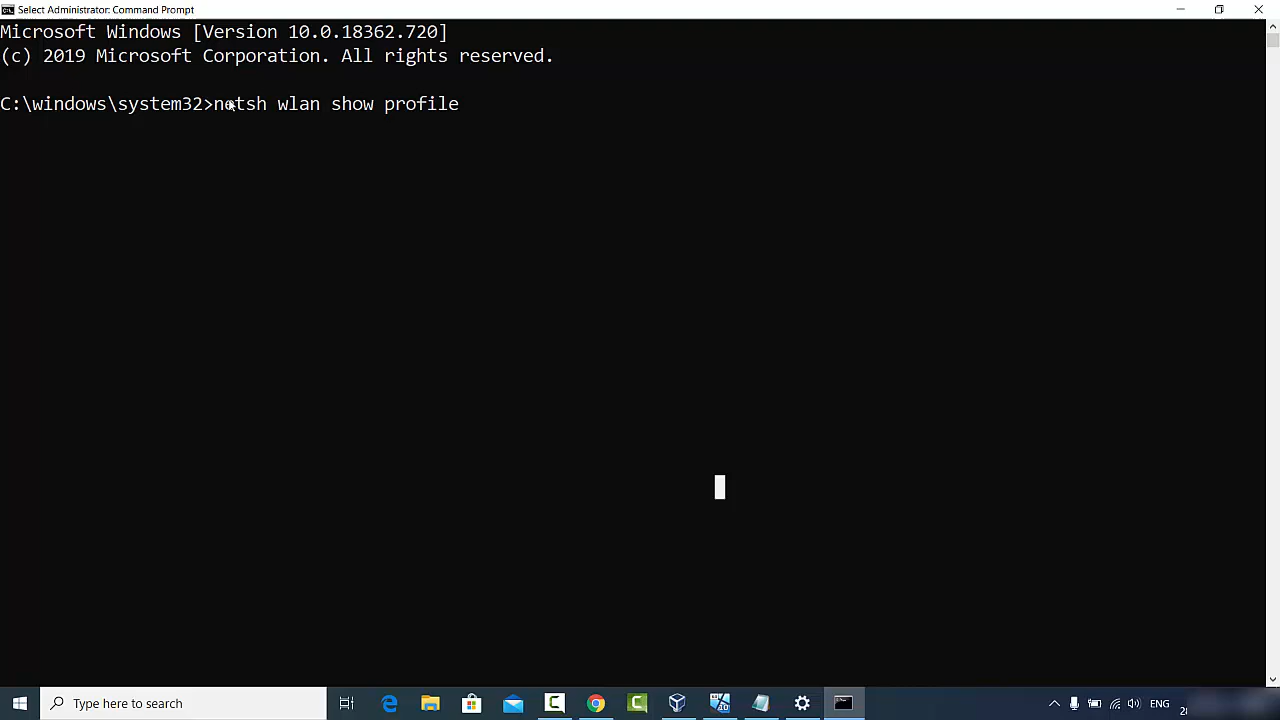 Select Administrator: Command Prompt
Microsoft Windows [Version 10.0.18362.720]
(c) 2019 Microsoft Corporation. All rights reserved.
C:\windows\system32>netsh wlan show profile
Type here to search
ENG